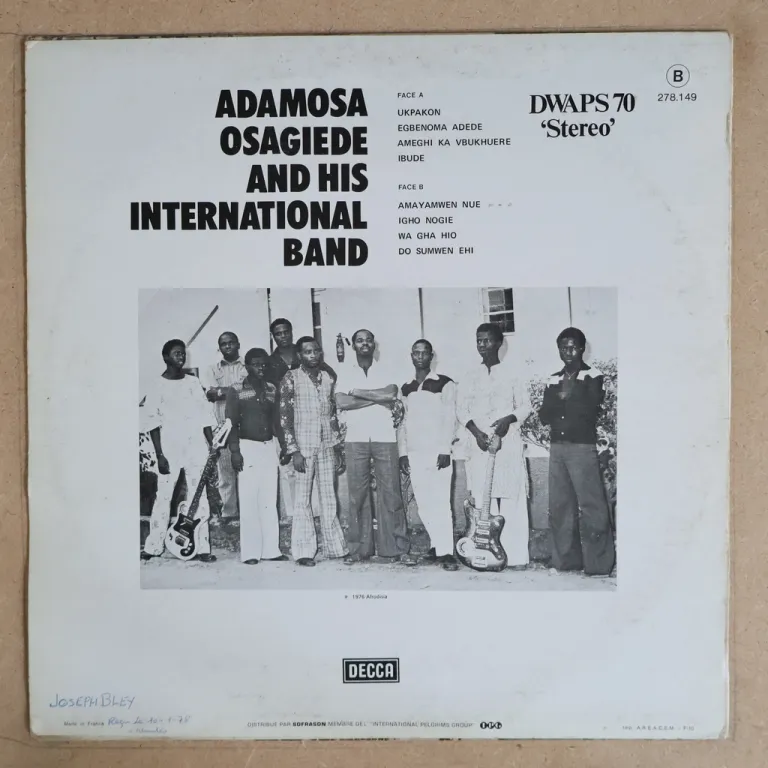 ADAMOSA
OSAGIEDE
AND HIS
INTERNATIONAL
BAND
FACE A
UKPAKON
EGBENOMA ADEDE
AMEGHI KA VBUKHUERE
IBUDE
FACE B
AMAYAMWEN NUE
IGHO NOGIE
WA GHA HIO
DO SUMWEN EHI
DWAPS 70
'Stereo'
B
278.149
℗ 1976 Afrodisia
DECCA
JOSEPH BLEY
Made in France
DISTRIBUÉ PAR SOFRASON MEMBRE DE L' "INTERNATIONAL PELGRIMS GROUP" IPG